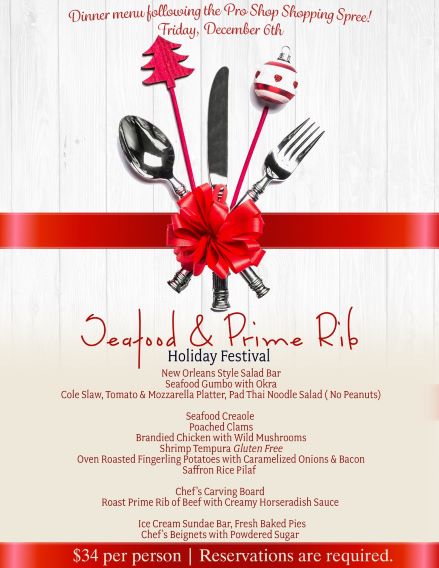 Dinner menu following the Pro Shop Shopping Spree!
Friday, December 6th
Seafood & Prime Rib
Holiday Festival
New Orleans Style Salad Bar
Seafood Gumbo with Okra
Cole Slaw, Tomato & Mozzarella Platter, Pad Thai Noodle Salad ( No Peanuts)
Seafood Creaole
Poached Clams
Brandied Chicken with Wild Mushrooms
Shrimp Tempura Gluten Free
Oven Roasted Fingerling Potatoes with Caramelized Onions & Bacon
Saffron Rice Pilaf
Chef's Carving Board
Roast Prime Rib of Beef with Creamy Horseradish Sauce
Ice Cream Sundae Bar, Fresh Baked Pies
Chef's Beignets with Powdered Sugar
$34 per person | Reservations are required.